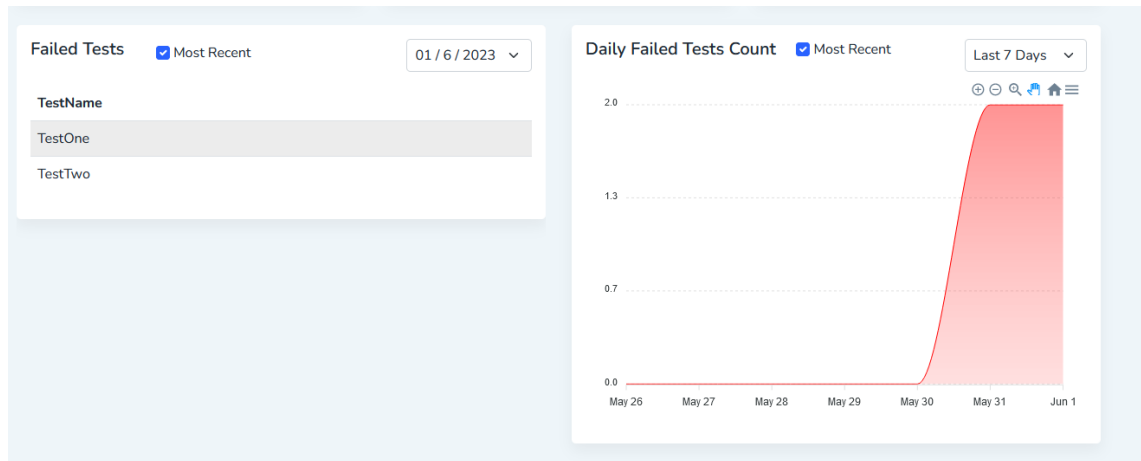 Failed Tests
Most Recent
01 / 6 / 2023
TestName
TestOne
TestTwo
Daily Failed Tests Count
Most Recent
Last 7 Days
2.0
1.3
0.7
0.0
May 26 May 27 May 28 May 29 May 30 May 31 Jun 1